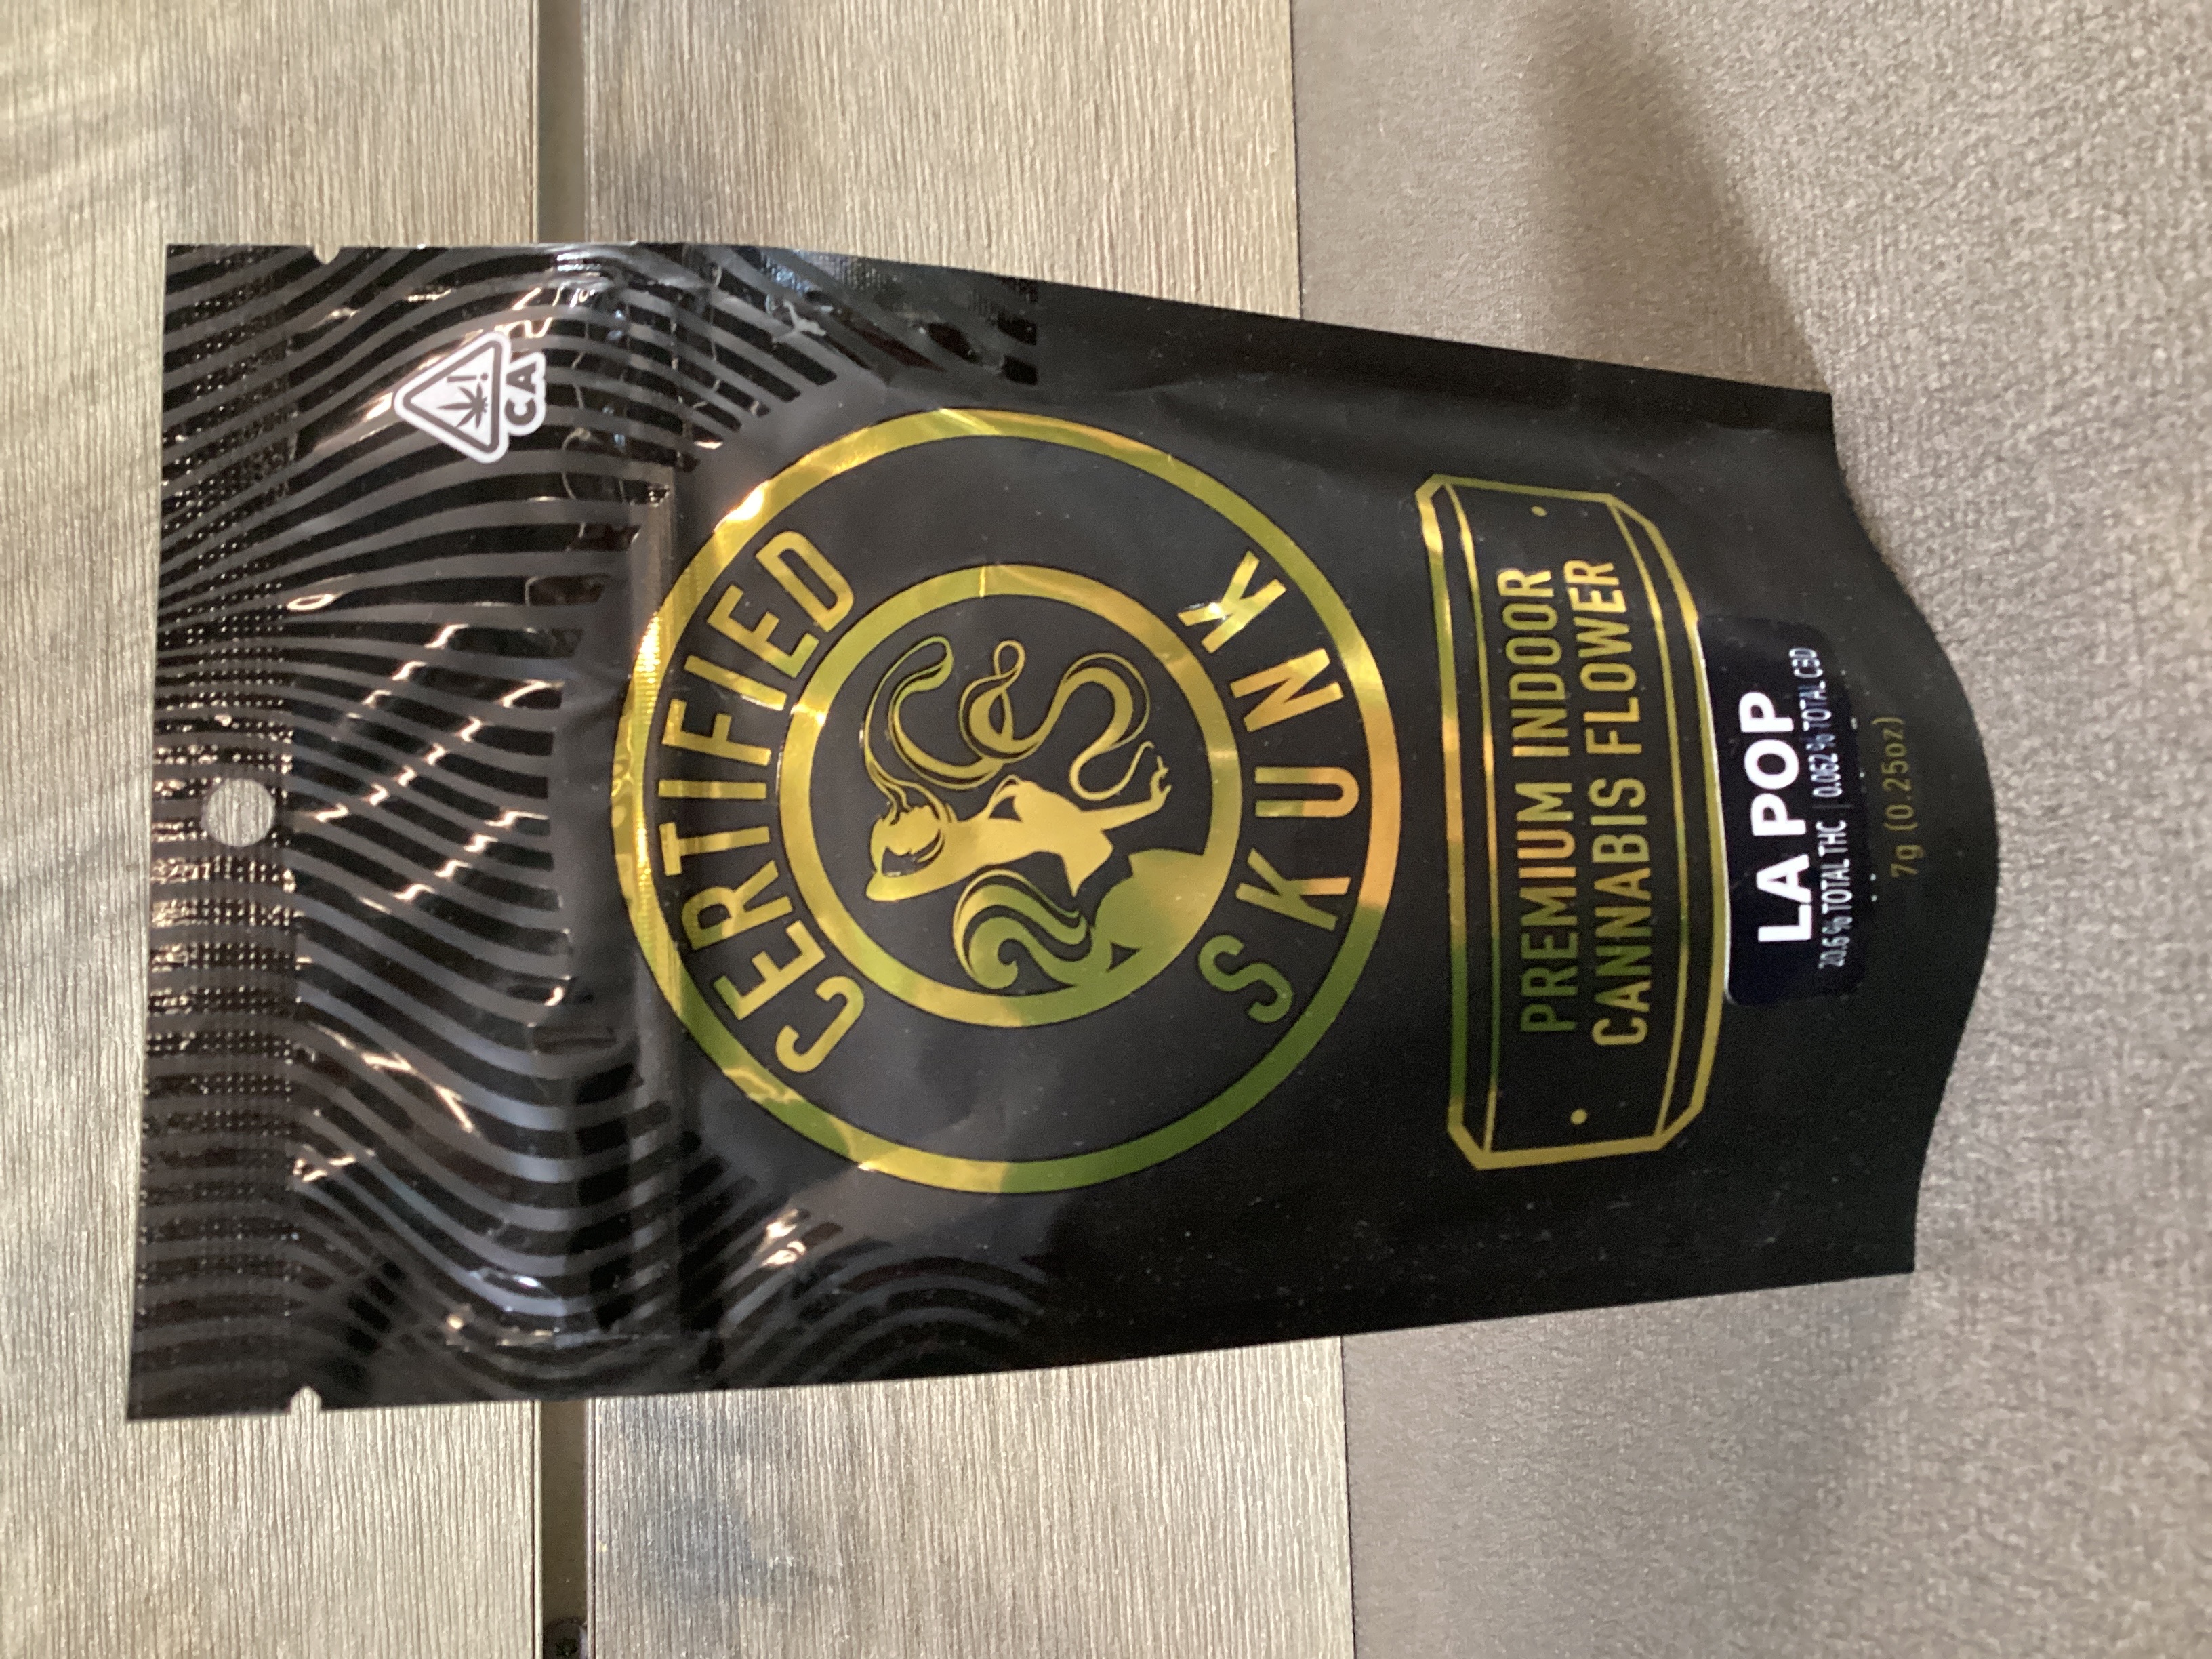 CA
CERTIFIED
Cs
SKUNK
PREMIUM INDOOR
CANNABIS FLOWER
LA POP
20.6 % TOTAL THC | 0.062 % TOTAL CBD
7g (0.25oz)